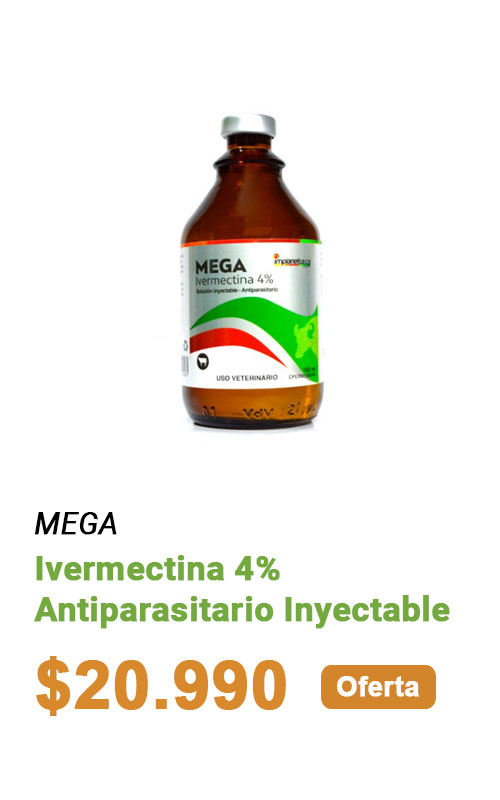 MEGA
Ivermectina 4%
Solución inyectable - Antiparasitario
USO VETERINARIO
MEGA
Ivermectina 4%
Antiparasitario Inyectable
$20.990
Oferta